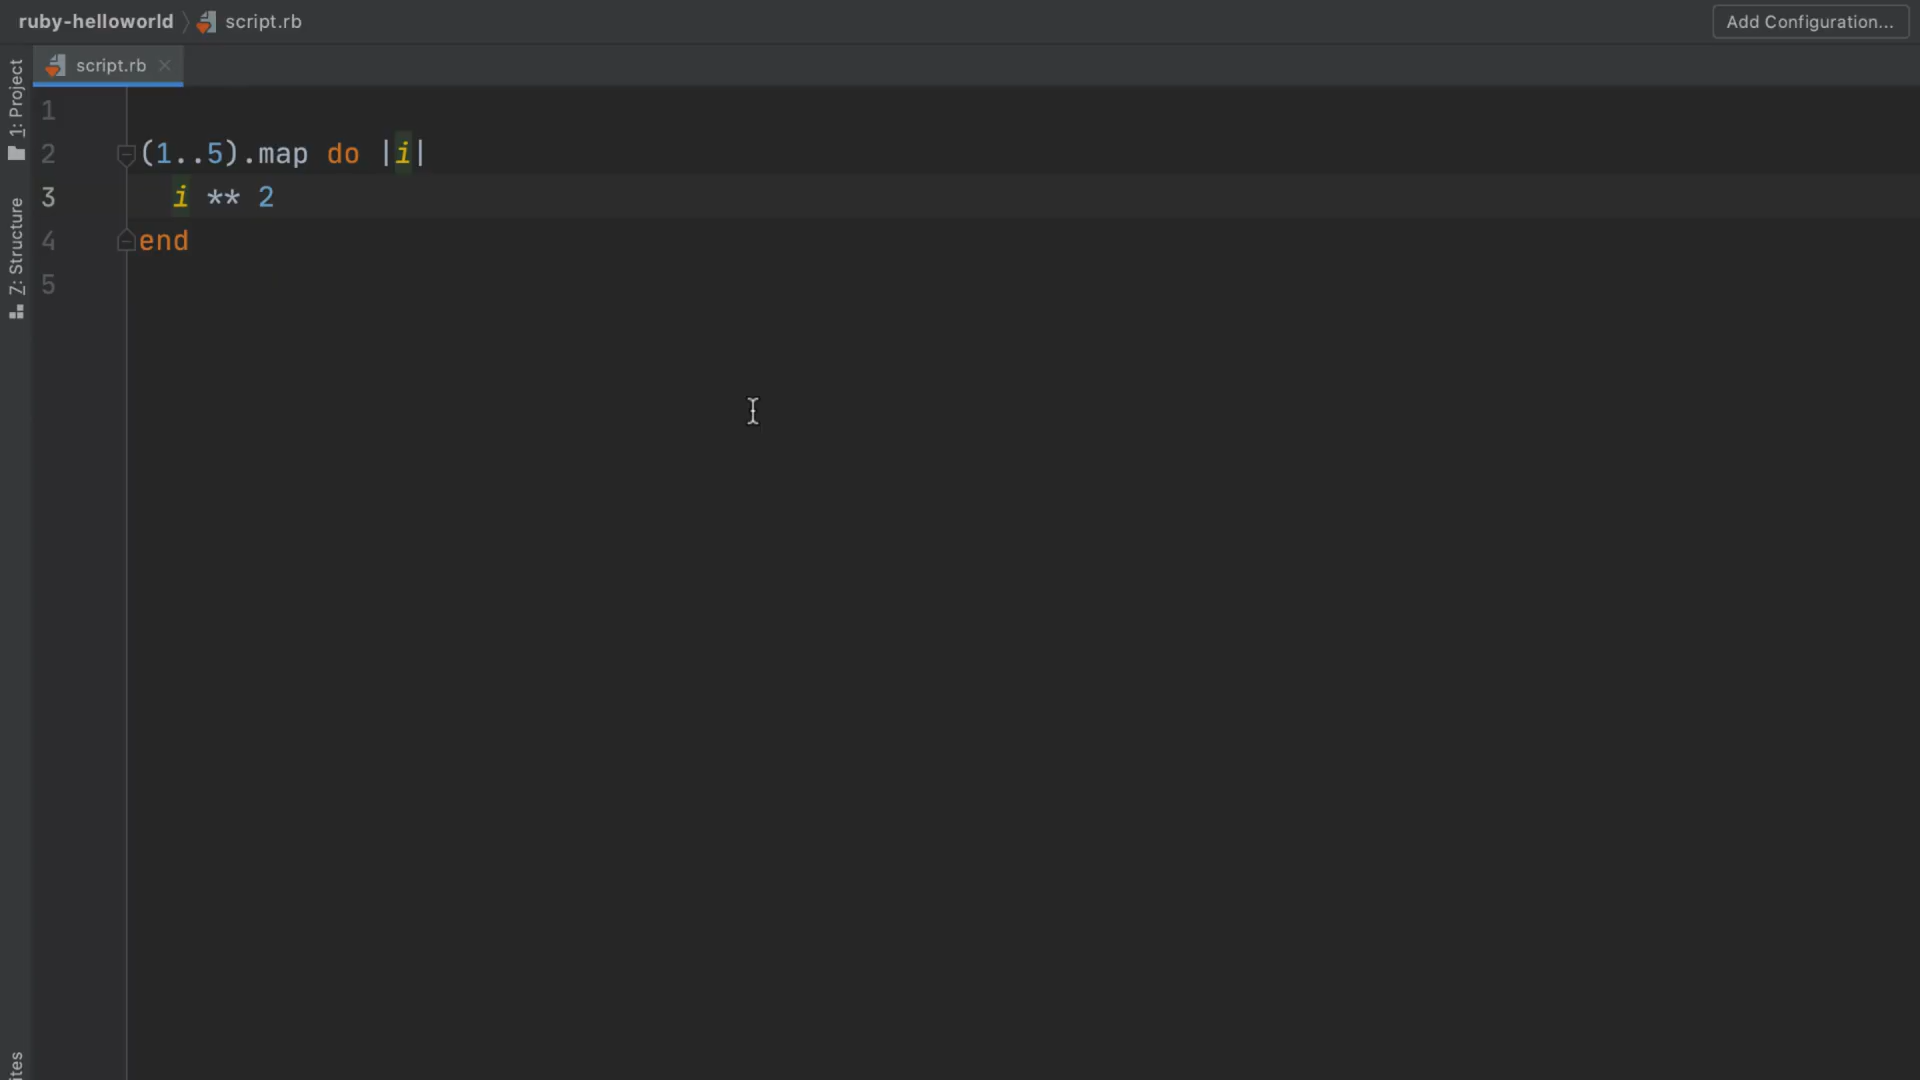 ruby-helloworld script.rb Add Configuration...
script.rb
1: Project
Z: Structure
1
2 (1..5).map do |i|
3 i ** 2
4 end
5